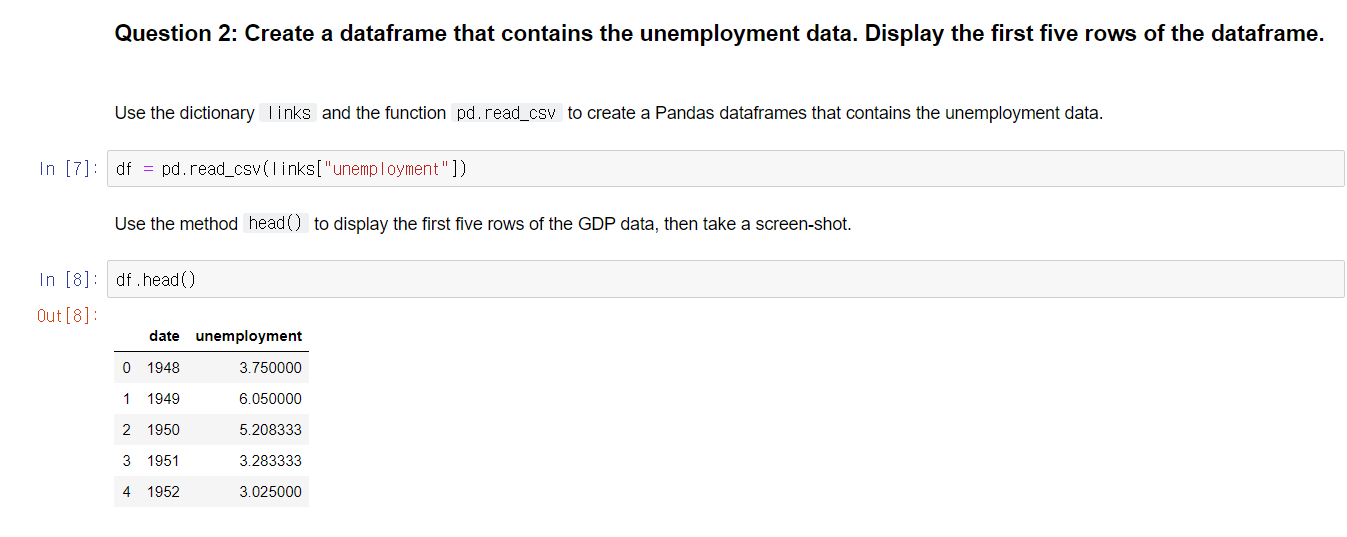 Question 2: Create a dataframe that contains the unemployment data. Display the first five rows of the dataframe.
Use the dictionary links and the function pd.read_csv to create a Pandas dataframes that contains the unemployment data.
In [7]: df = pd.read_csv(links["unemployment"])
Use the method head() to display the first five rows of the GDP data, then take a screen-shot.
In [8]: df.head()
Out[8]:
date unemployment
0 1948 3.750000
1 1949 6.050000
2 1950 5.208333
3 1951 3.283333
4 1952 3.025000